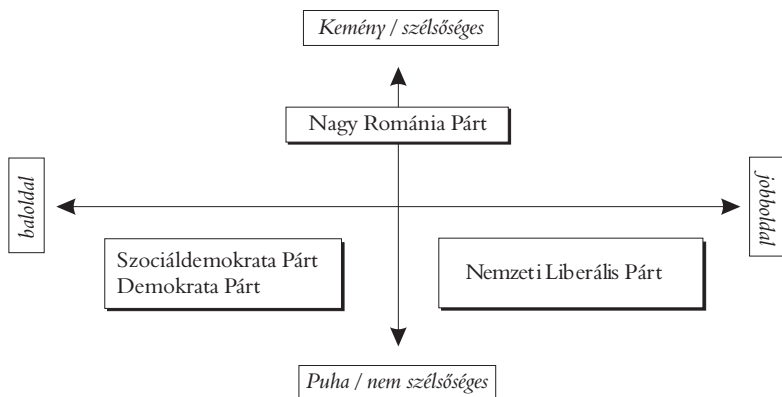 Kemény / szélsőséges
Nagy Románia Párt
baloldal
jobboldal
Szociáldemokrata Párt
Demokrata Párt
Nemzeti Liberális Párt
Puha / nem szélsőséges